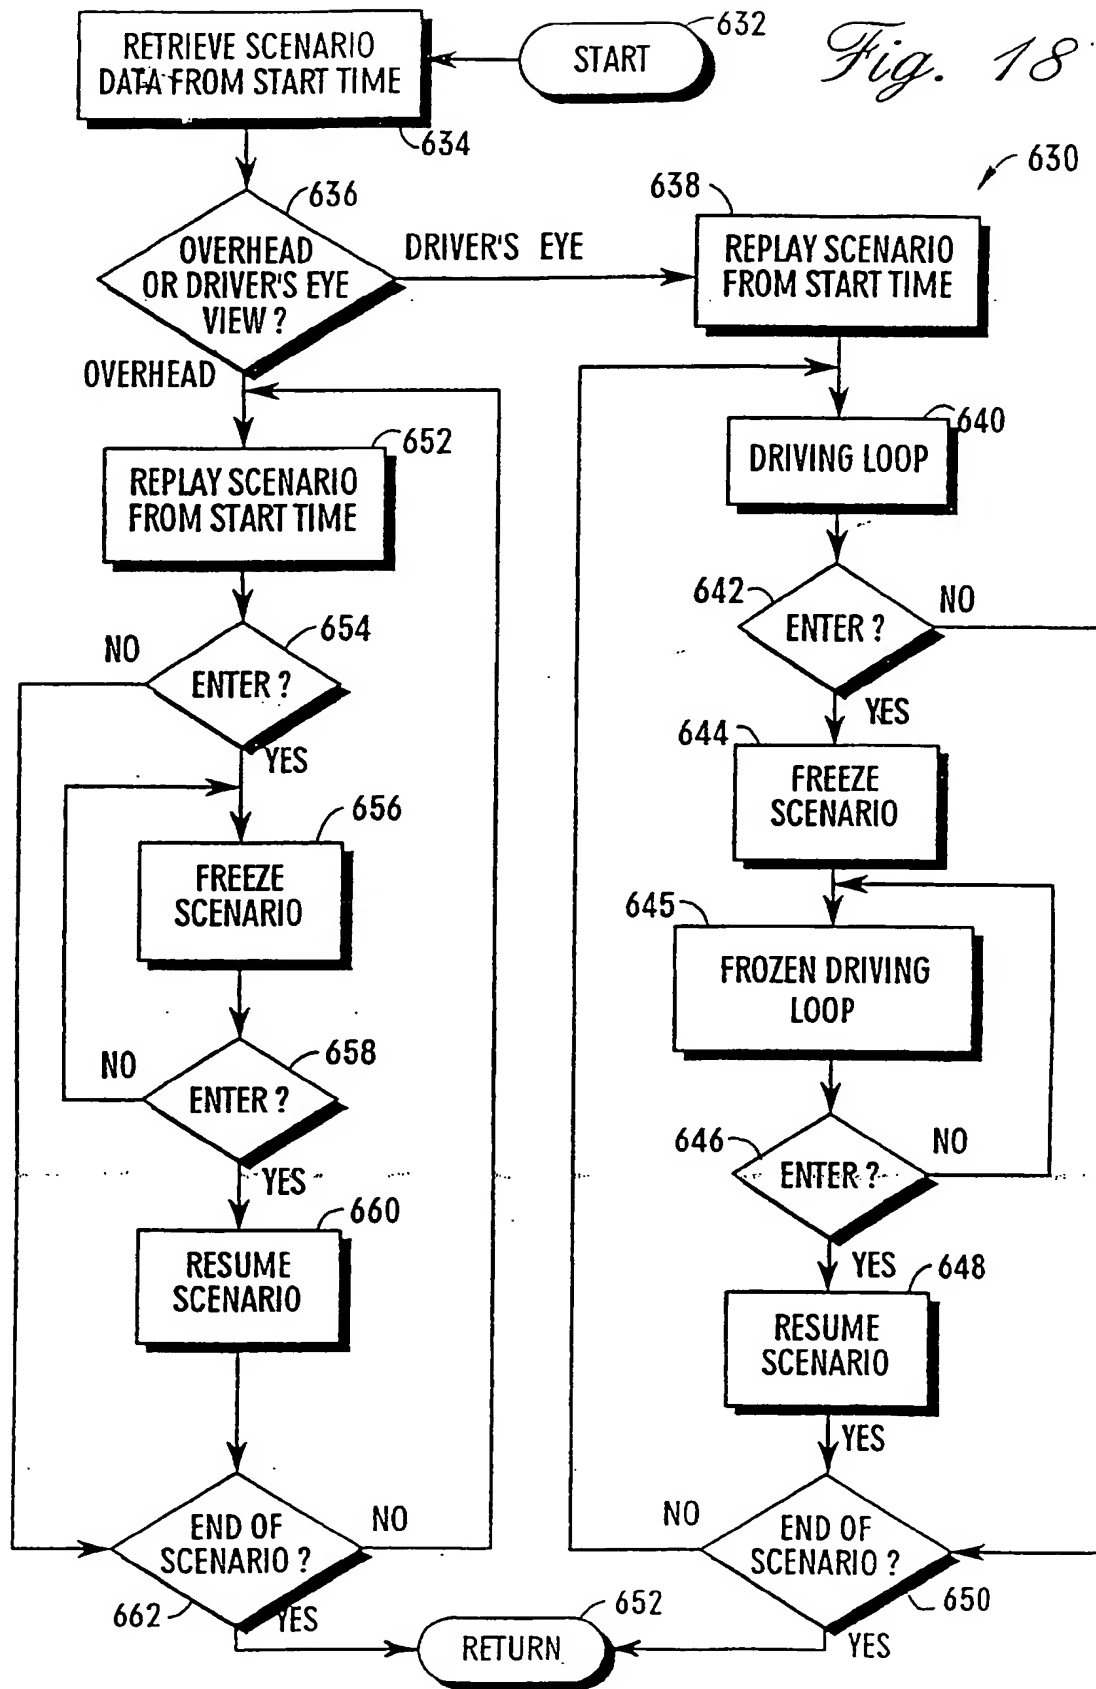 Fig. 18
630
632
START
RETRIEVE SCENARIO
DATA FROM START TIME
634
636
OVERHEAD
OR DRIVER'S EYE
VIEW ?
DRIVER'S EYE
OVERHEAD
638
REPLAY SCENARIO
FROM START TIME
640
DRIVING LOOP
642
ENTER ?
NO
YES
644
FREEZE
SCENARIO
645
FROZEN DRIVING
LOOP
646
ENTER ?
NO
YES
648
RESUME
SCENARIO
YES
END OF
SCENARIO ?
NO
650
YES
652
REPLAY SCENARIO
FROM START TIME
654
ENTER ?
NO
YES
656
FREEZE
SCENARIO
658
ENTER ?
NO
YES
660
RESUME
SCENARIO
END OF
SCENARIO ?
NO
662
YES
652
RETURN